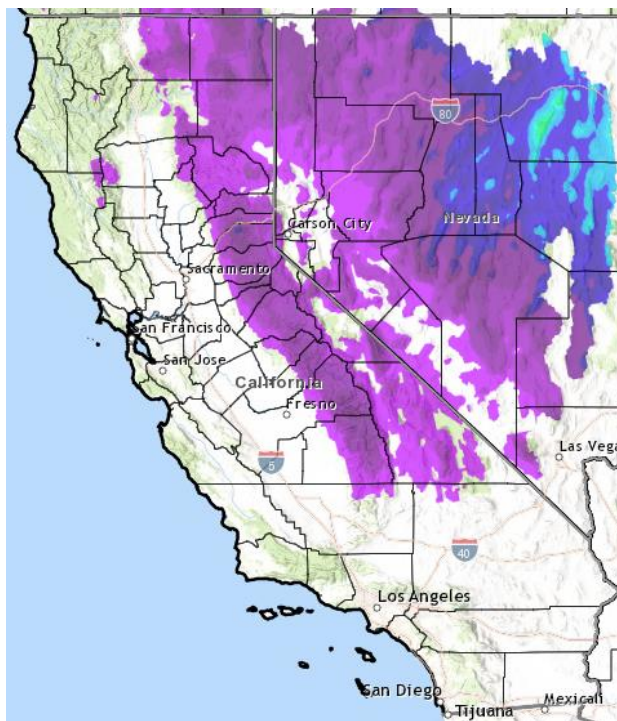 80
Nevada
Carson City
Sacramento
San Francisco
San Jose
California
Fresno
5
Las Vega
40
Los Angeles
San Diego
Tijuana
Mexicali